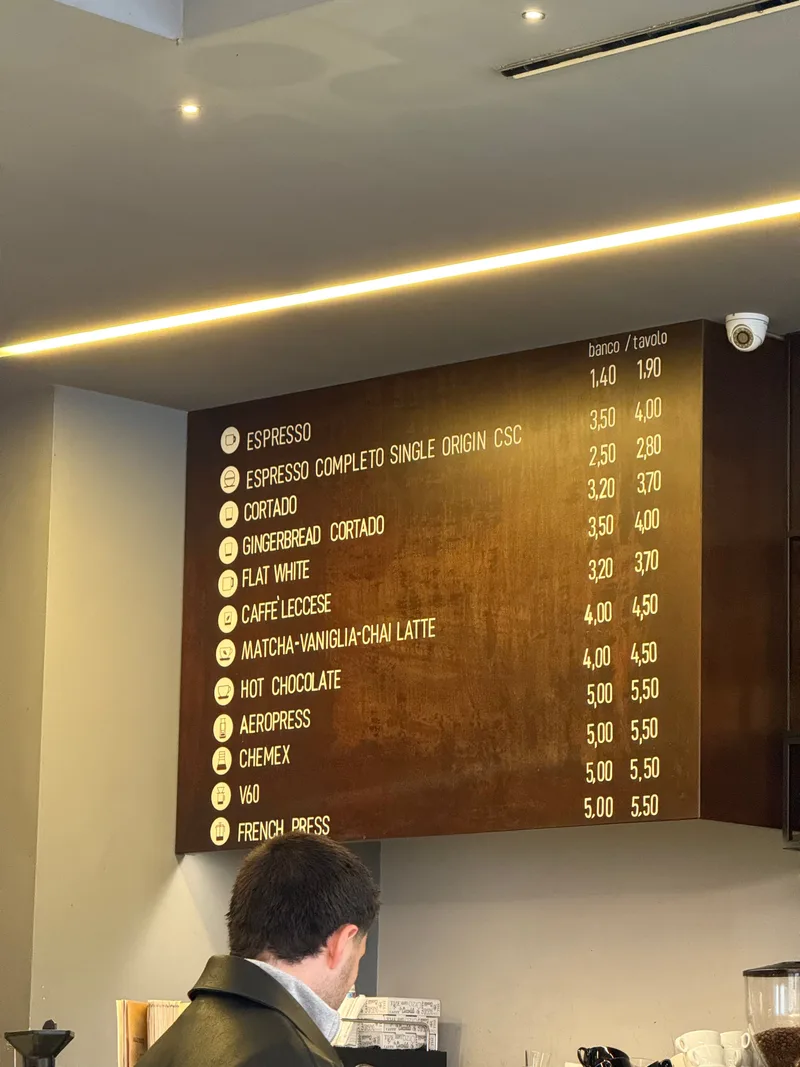 banco / tavolo
ESPRESSO 1,40 1,90
ESPRESSO COMPLETO SINGLE ORIGIN CSC 3,50 4,00
CORTADO 2,50 2,80
GINGERBREAD CORTADO 3,20 3,70
FLAT WHITE 3,50 4,00
CAFFE' LECCESE 3,20 3,70
MATCHA-VANIGLIA-CHAI LATTE 4,00 4,50
HOT CHOCOLATE 4,00 4,50
AEROPRESS 5,00 5,50
CHEMEX 5,00 5,50
V60 5,00 5,50
FRENCH PRESS 5,00 5,50